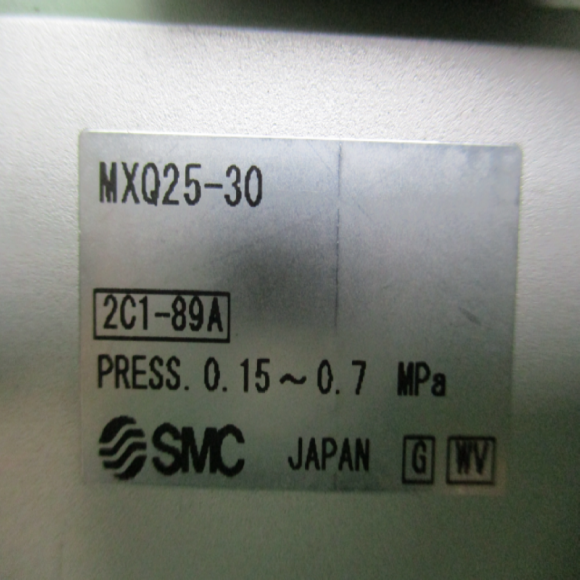 MXQ25-30
2C1-89A
PRESS. 0.15～0.7 MPa
SMC JAPAN G WV